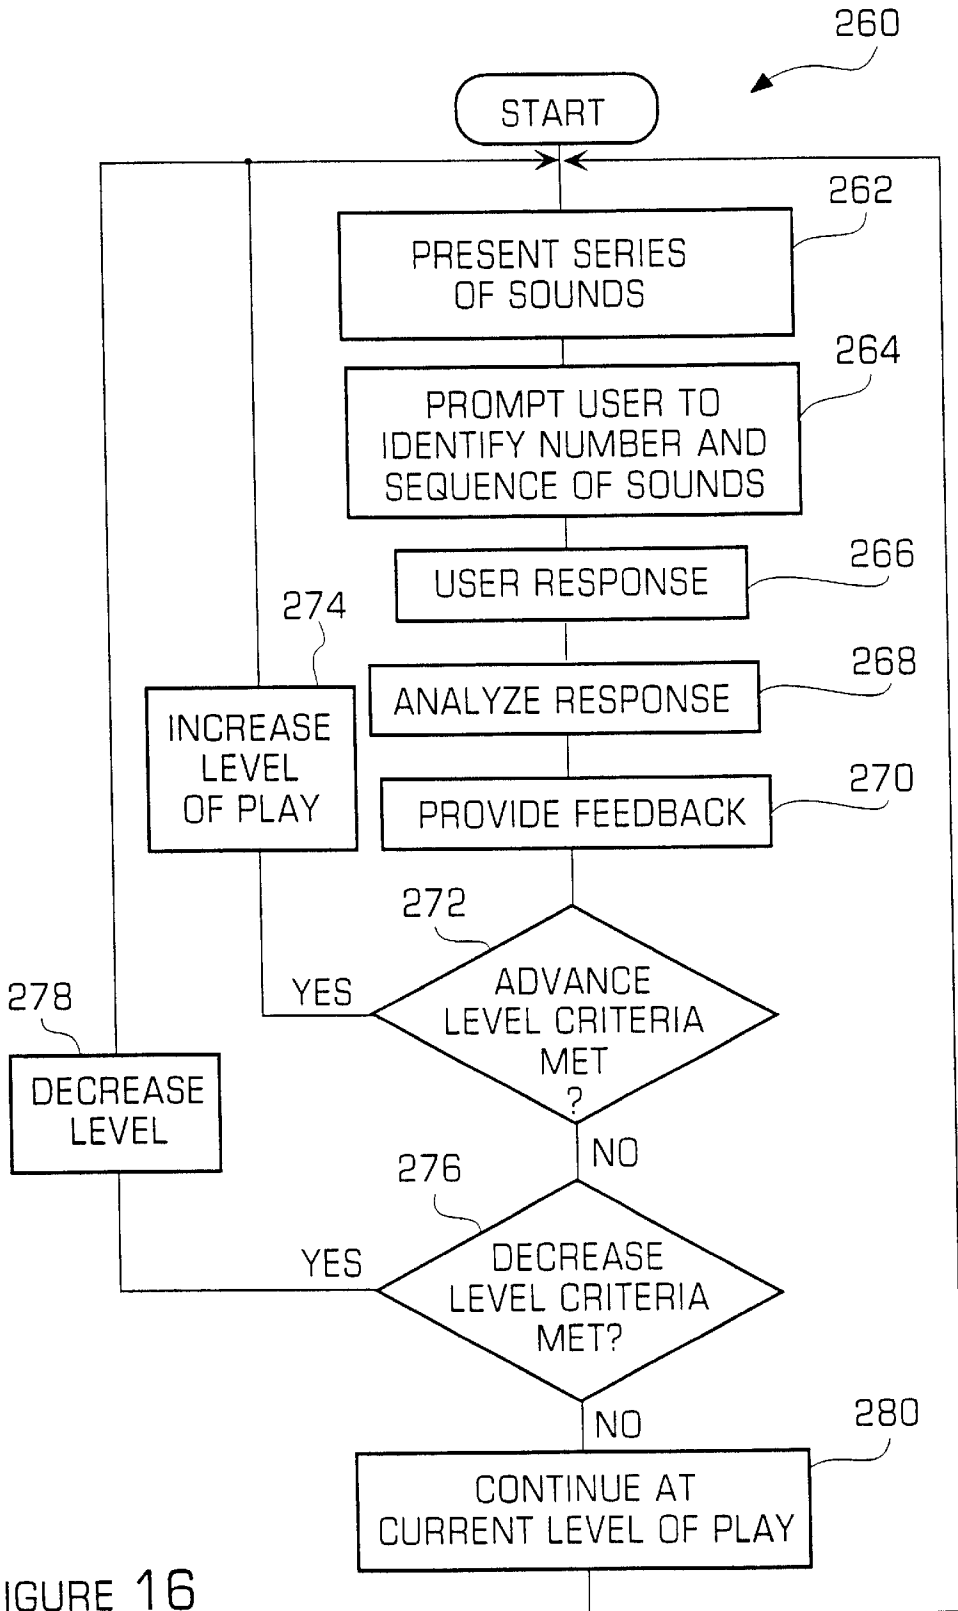 260
START
262
PRESENT SERIES
OF SOUNDS
264
PROMPT USER TO
IDENTIFY NUMBER AND
SEQUENCE OF SOUNDS
266
USER RESPONSE
274
268
ANALYZE RESPONSE
INCREASE
LEVEL
OF PLAY
270
PROVIDE FEEDBACK
272
YES
ADVANCE
LEVEL CRITERIA
MET
?
278
DECREASE
LEVEL
NO
276
YES
DECREASE
LEVEL CRITERIA
MET?
NO
280
CONTINUE AT
CURRENT LEVEL OF PLAY
IGURE 16